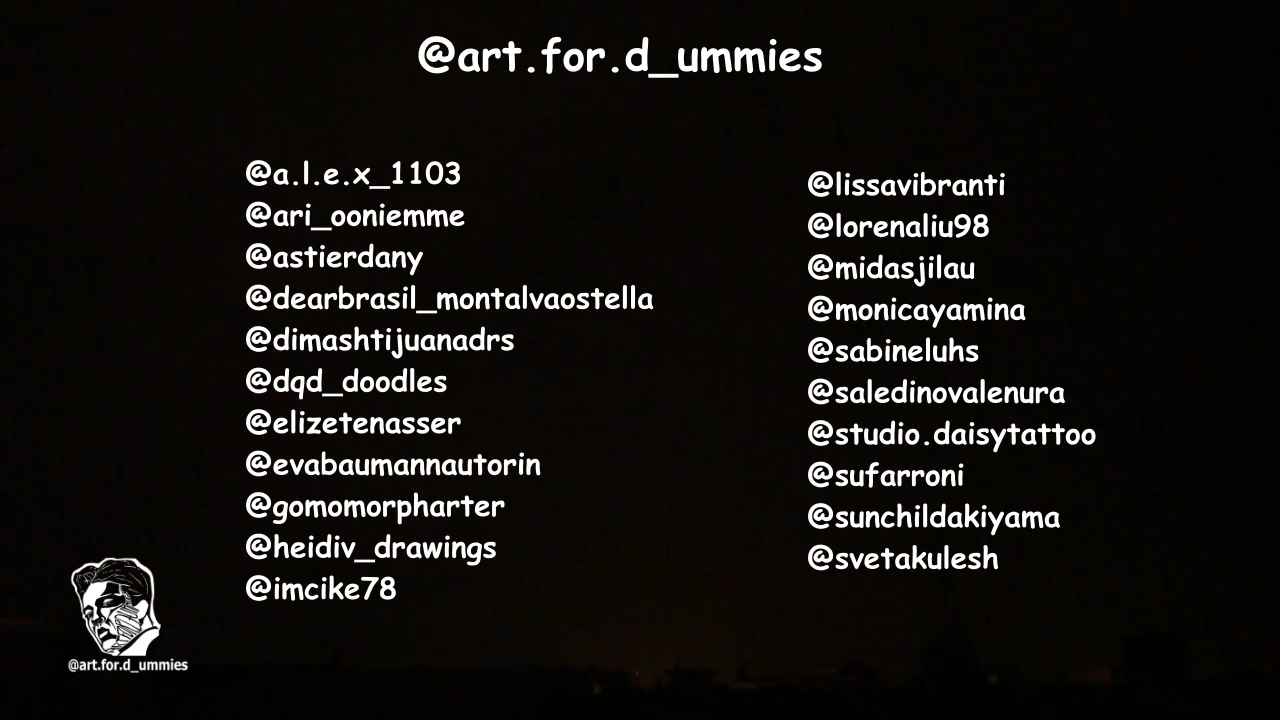 @art.for.d_ummies
@a.l.e.x_1103
@ari_ooniemme
@astierdany
@dearbrasil_montalvaostella
@dimashtijuanadrs
@dqd_doodles
@elizetenasser
@evabaumannautorin
@gomomorpharter
@heidiv_drawings
@imcike78
@lissavibranti
@lorenaliu98
@midasjilau
@monicayamina
@sabineluhs
@saledinovalenura
@studio.daisytattoo
@sufarroni
@sunchildakiyama
@svetakulesh
@art.for.d_ummies